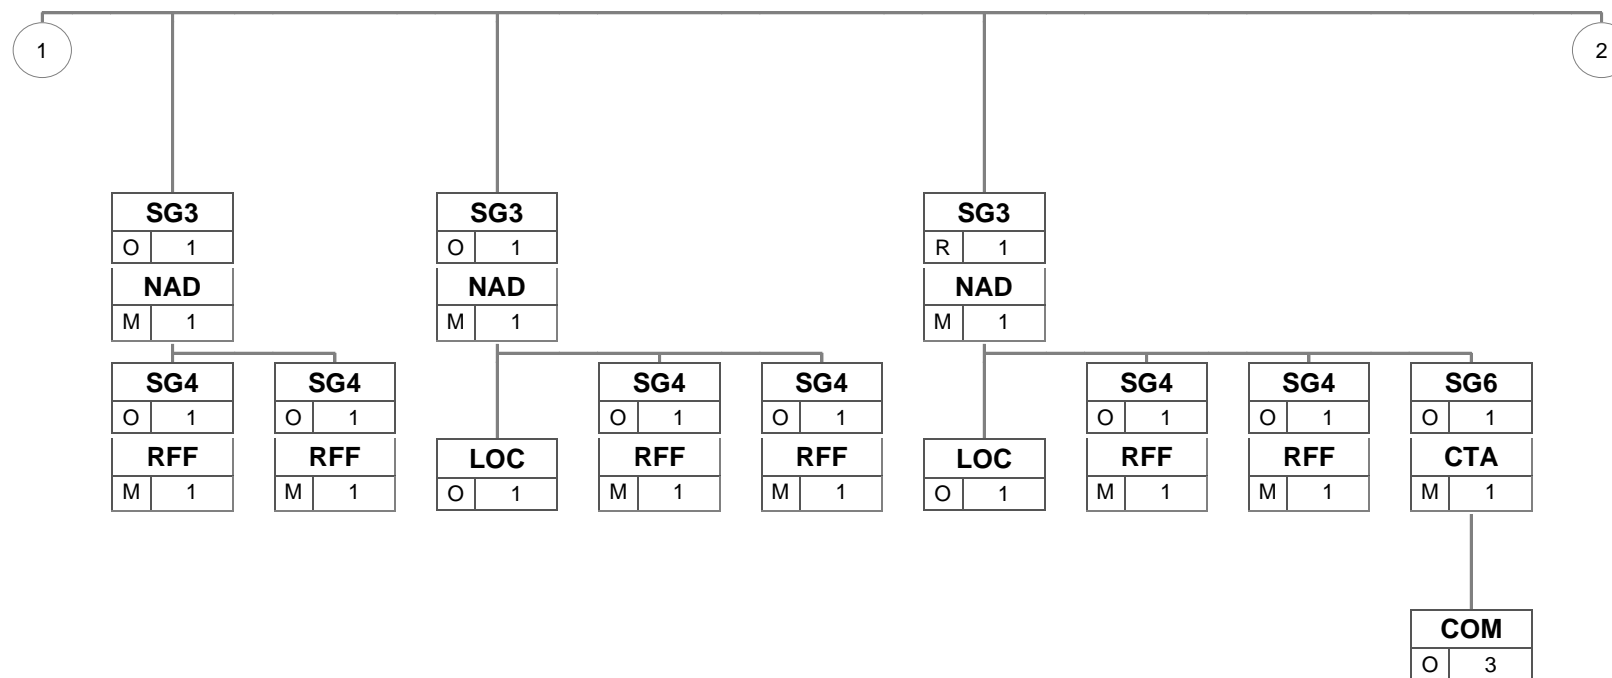 1 2
SG3 SG3 SG3
O 1 O 1 R 1
NAD NAD NAD
M 1 M 1 M 1
SG4 SG4 SG4 SG4 SG4 SG4 SG6
O 1 O 1 O 1 O 1 O 1 O 1 O 1
RFF RFF LOC RFF RFF LOC RFF RFF CTA
M 1 M 1 O 1 M 1 M 1 O 1 M 1 M 1 M 1
COM
O 3